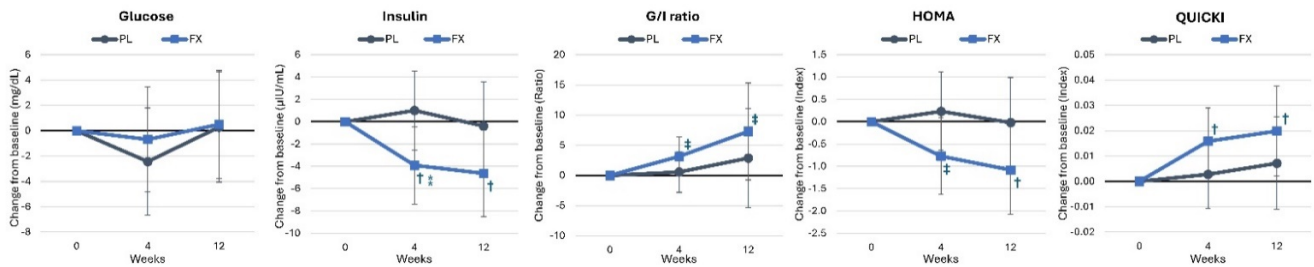 Glucose
PL FX
Change from baseline (mg/dL)
6
4
2
0
-2
-4
-6
-8
0 4 12
Weeks
Insulin
PL FX
Change from baseline (µIU/mL)
6
4
2
0
-2
-4
-6
-8
-10
† ⁑ †
0 4 12
Weeks
G/I ratio
PL FX
Change from baseline (Ratio)
20
15
10
5
0
-5
-10
‡ ‡
0 4 12
Weeks
HOMA
PL FX
Change from baseline (Index)
1.5
1.0
0.5
0.0
-0.5
-1.0
-1.5
-2.0
-2.5
‡ †
0 4 12
Weeks
QUICKI
PL FX
Change from baseline (Index)
0.05
0.04
0.03
0.02
0.01
0.00
-0.01
-0.02
† †
0 4 12
Weeks